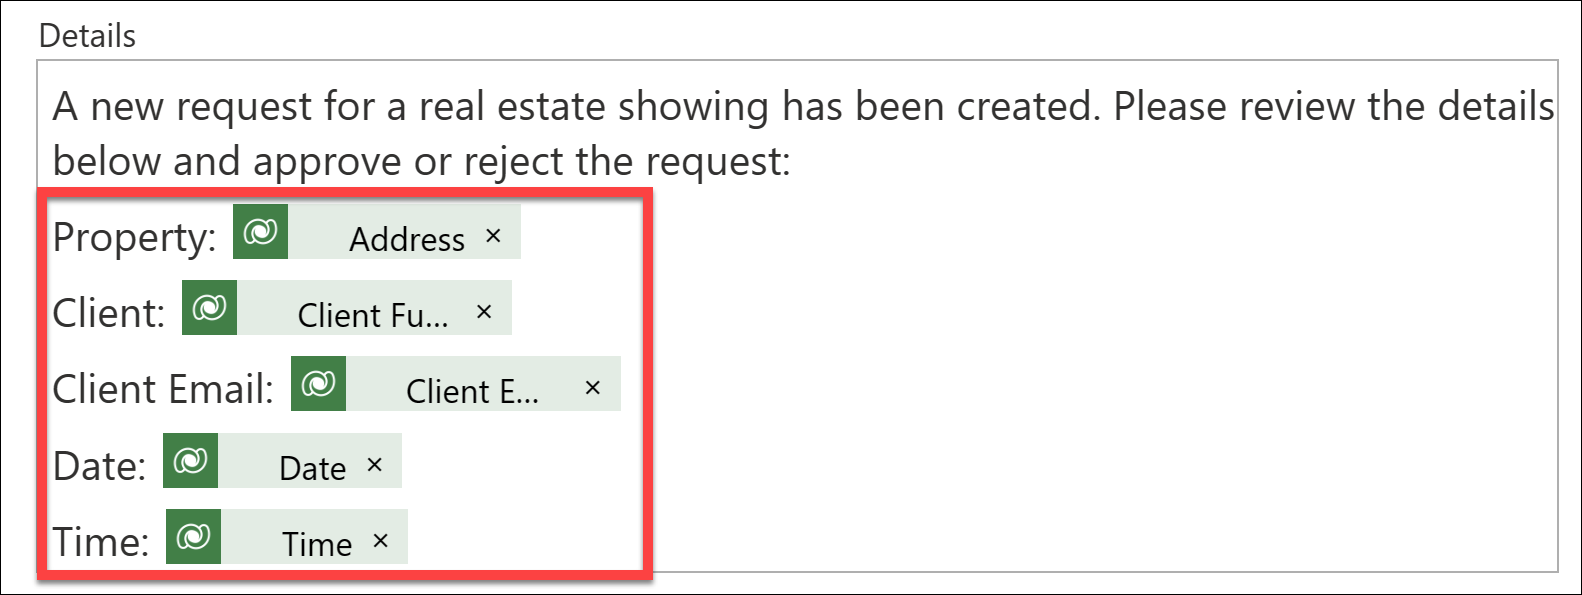 Details
A new request for a real estate showing has been created. Please review the details
below and approve or reject the request:
Property: Address ×
Client: Client Fu... ×
Client Email: Client E... ×
Date: Date ×
Time: Time ×